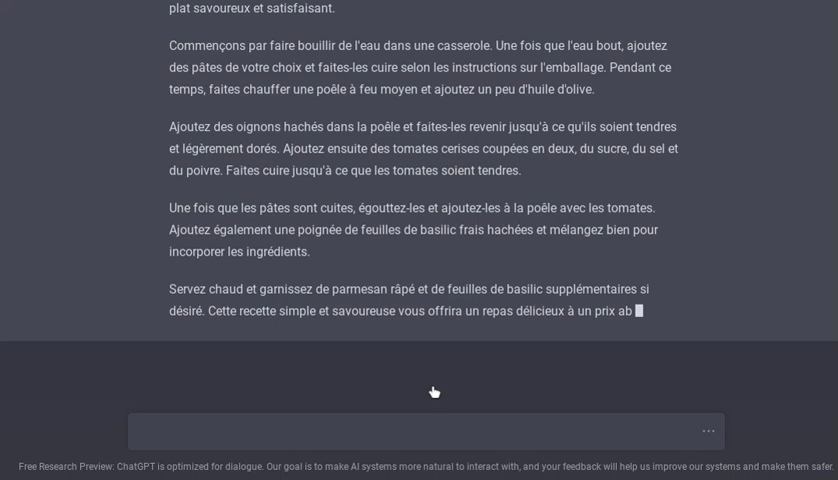 plat savoureux et satisfaisant.
Commençons par faire bouillir de l'eau dans une casserole. Une fois que l'eau bout, ajoutez
des pâtes de votre choix et faites-les cuire selon les instructions sur l'emballage. Pendant ce
temps, faites chauffer une poêle à feu moyen et ajoutez un peu d'huile d'olive.
Ajoutez des oignons hachés dans la poêle et faites-les revenir jusqu'à ce qu'ils soient tendres
et légèrement dorés. Ajoutez ensuite des tomates cerises coupées en deux, du sucre, du sel et
du poivre. Faites cuire jusqu'à ce que les tomates soient tendres.
Une fois que les pâtes sont cuites, égouttez-les et ajoutez-les à la poêle avec les tomates.
Ajoutez également une poignée de feuilles de basilic frais hachées et mélangez bien pour
incorporer les ingrédients.
Servez chaud et garnissez de parmesan râpé et de feuilles de basilic supplémentaires si
désiré. Cette recette simple et savoureuse vous offrira un repas délicieux à un prix ab
Free Research Preview: ChatGPT is optimized for dialogue. Our goal is to make AI systems more natural to interact with, and your feedback will help us improve our systems and make them safer.